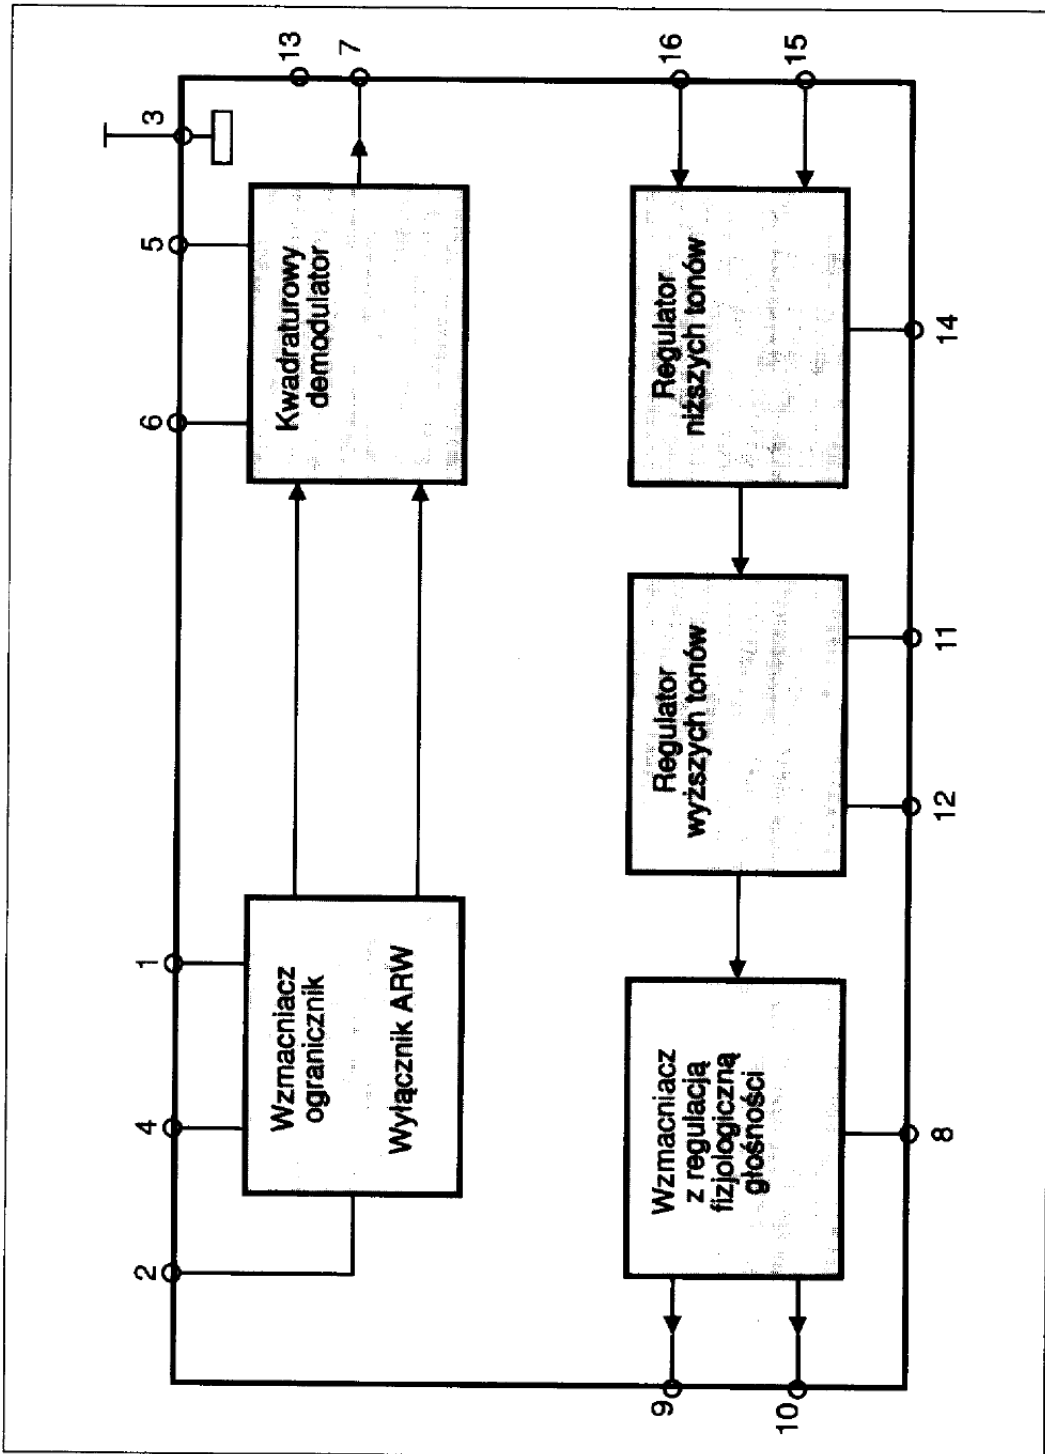 2
4
1
6
5
3
13
7
Wzmacniacz
ogranicznik
Wyłącznik ARW
Kwadraturowy
demodulator
9
10
Wzmacniacz
z regulacją
fizjologiczną
głośności
Regulator
wyższych tonów
Regulator
niższych tonów
16
15
8
12
11
14